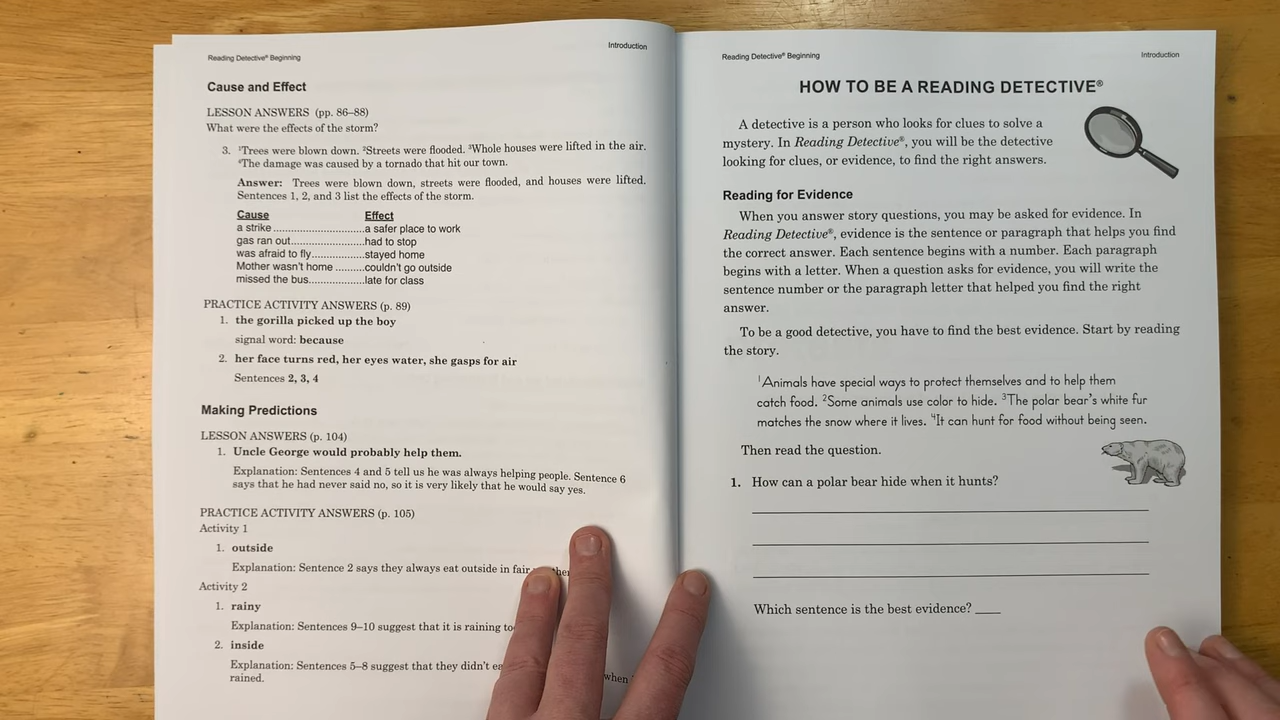 Reading Detective® Beginning
Introduction
Cause and Effect
LESSON ANSWERS (pp. 86–88)
What were the effects of the storm?
3. ¹Trees were blown down. ²Streets were flooded. ³Whole houses were lifted in the air.
⁴The damage was caused by a tornado that hit our town.
Answer: Trees were blown down, streets were flooded, and houses were lifted.
Sentences 1, 2, and 3 list the effects of the storm.
Cause Effect
a strike ..............................a safer place to work
gas ran out........................had to stop
was afraid to fly.................stayed home
Mother wasn't home ..........couldn't go outside
missed the bus...................late for class
PRACTICE ACTIVITY ANSWERS (p. 89)
1. the gorilla picked up the boy
signal word: because
2. her face turns red, her eyes water, she gasps for air
Sentences 2, 3, 4
Making Predictions
LESSON ANSWERS (p. 104)
1. Uncle George would probably help them.
Explanation: Sentences 4 and 5 tell us he was always helping people. Sentence 6
says that he had never said no, so it is very likely that he would say yes.
PRACTICE ACTIVITY ANSWERS (p. 105)
Activity 1
1. outside
Explanation: Sentence 2 says they always eat outside in fair
Activity 2
1. rainy
Explanation: Sentences 9–10 suggest that it is raining
2. inside
Explanation: Sentences 5–8 suggest that they didn't when
rained.
Reading Detective® Beginning
Introduction
HOW TO BE A READING DETECTIVE®
A detective is a person who looks for clues to solve a
mystery. In Reading Detective®, you will be the detective
looking for clues, or evidence, to find the right answers.
Reading for Evidence
When you answer story questions, you may be asked for evidence. In
Reading Detective®, evidence is the sentence or paragraph that helps you find
the correct answer. Each sentence begins with a number. Each paragraph
begins with a letter. When a question asks for evidence, you will write the
sentence number or the paragraph letter that helped you find the right
answer.
To be a good detective, you have to find the best evidence. Start by reading
the story.
¹Animals have special ways to protect themselves and to help them
catch food. ²Some animals use color to hide. ³The polar bear's white fur
matches the snow where it lives. ⁴It can hunt for food without being seen.
Then read the question.
1. How can a polar bear hide when it hunts?
Which sentence is the best evidence? ____